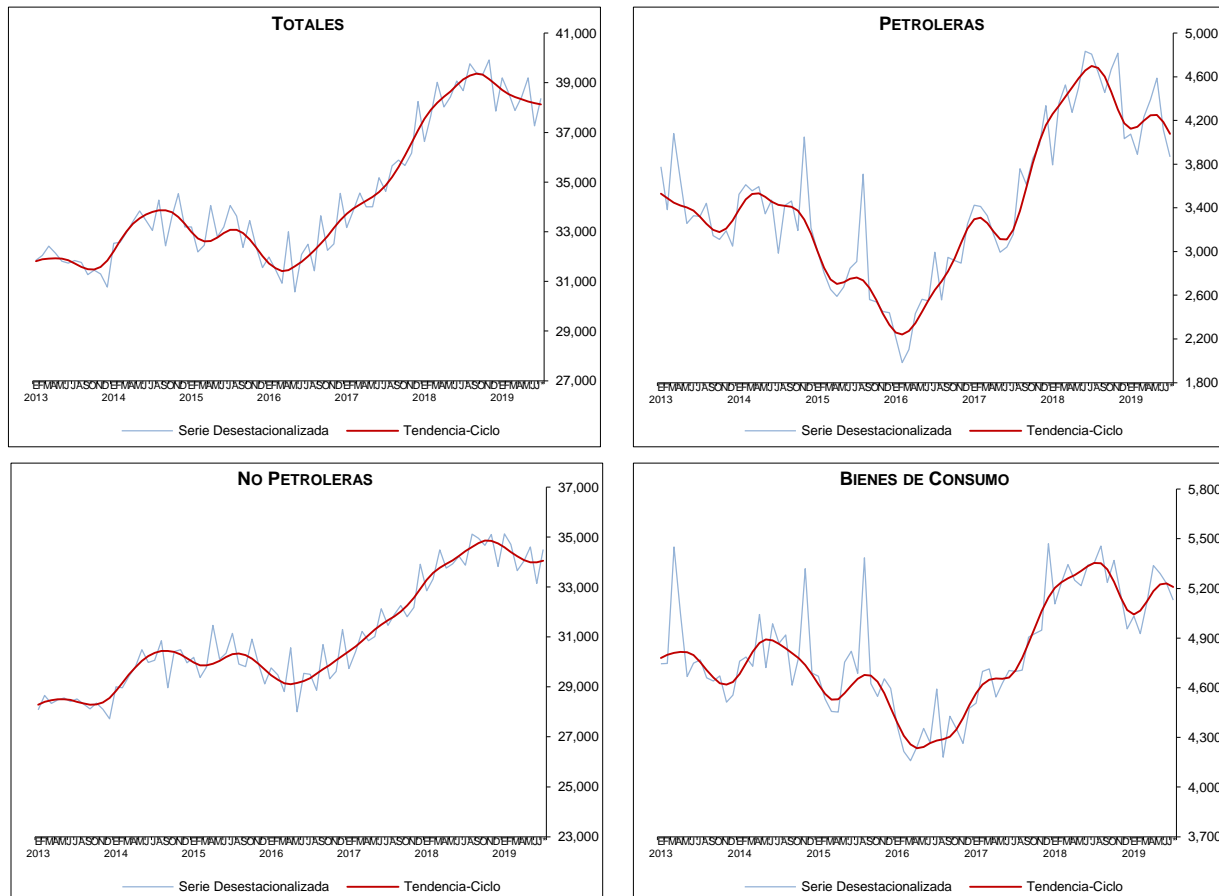 TOTALES
41,000
39,000
37,000
35,000
33,000
31,000
29,000
27,000
2013 2014 2015 2016 2017 2018 2019
Serie Desestacionalizada Tendencia-Ciclo
PETROLERAS
5,000
4,600
4,200
3,800
3,400
3,000
2,600
2,200
1,800
2013 2014 2015 2016 2017 2018 2019
Serie Desestacionalizada Tendencia-Ciclo
NO PETROLERAS
37,000
35,000
33,000
31,000
29,000
27,000
25,000
23,000
2013 2014 2015 2016 2017 2018 2019
Serie Desestacionalizada Tendencia-Ciclo
BIENES DE CONSUMO
5,800
5,500
5,200
4,900
4,600
4,300
4,000
3,700
2013 2014 2015 2016 2017 2018 2019
Serie Desestacionalizada Tendencia-Ciclo